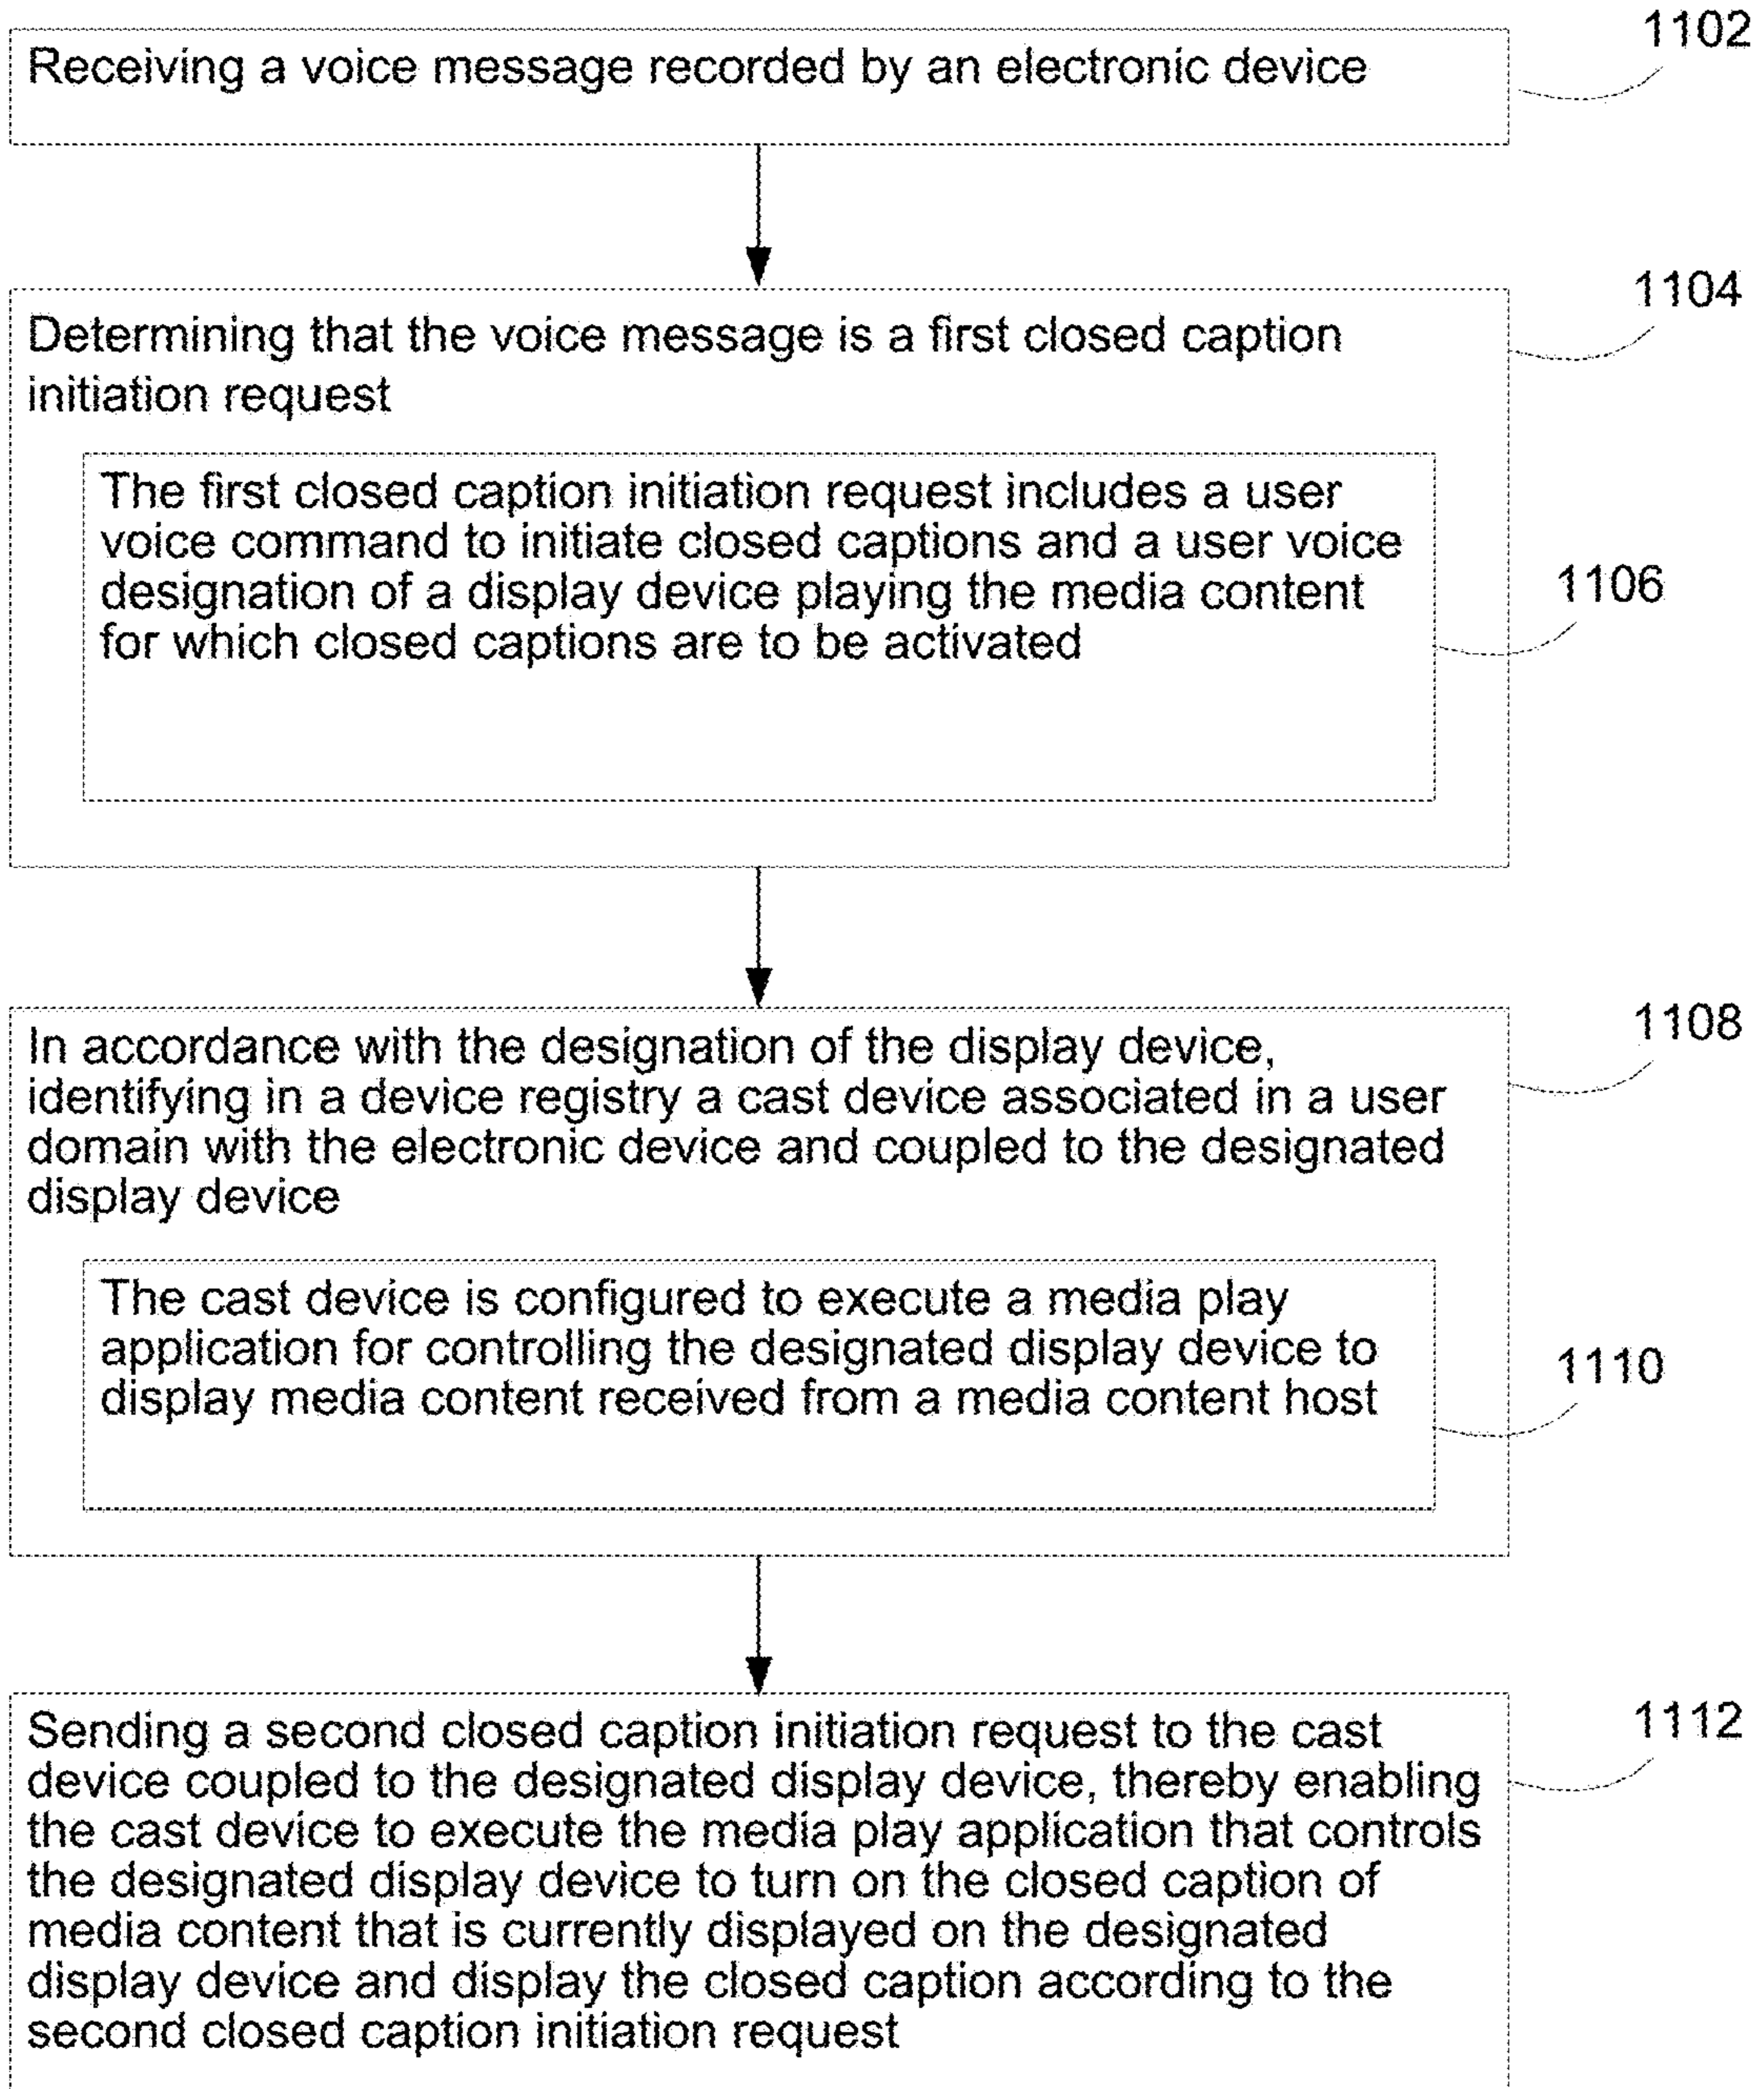 1102
Receiving a voice message recorded by an electronic device
1104
Determining that the voice message is a first closed caption
initiation request
The first closed caption initiation request includes a user
voice command to initiate closed captions and a user voice
designation of a display device playing the media content
for which closed captions are to be activated
1106
1108
In accordance with the designation of the display device,
identifying in a device registry a cast device associated in a user
domain with the electronic device and coupled to the designated
display device
The cast device is configured to execute a media play
application for controlling the designated display device to
display media content received from a media content host
1110
1112
Sending a second closed caption initiation request to the cast
device coupled to the designated display device, thereby enabling
the cast device to execute the media play application that controls
the designated display device to turn on the closed caption of
media content that is currently displayed on the designated
display device and display the closed caption according to the
second closed caption initiation request